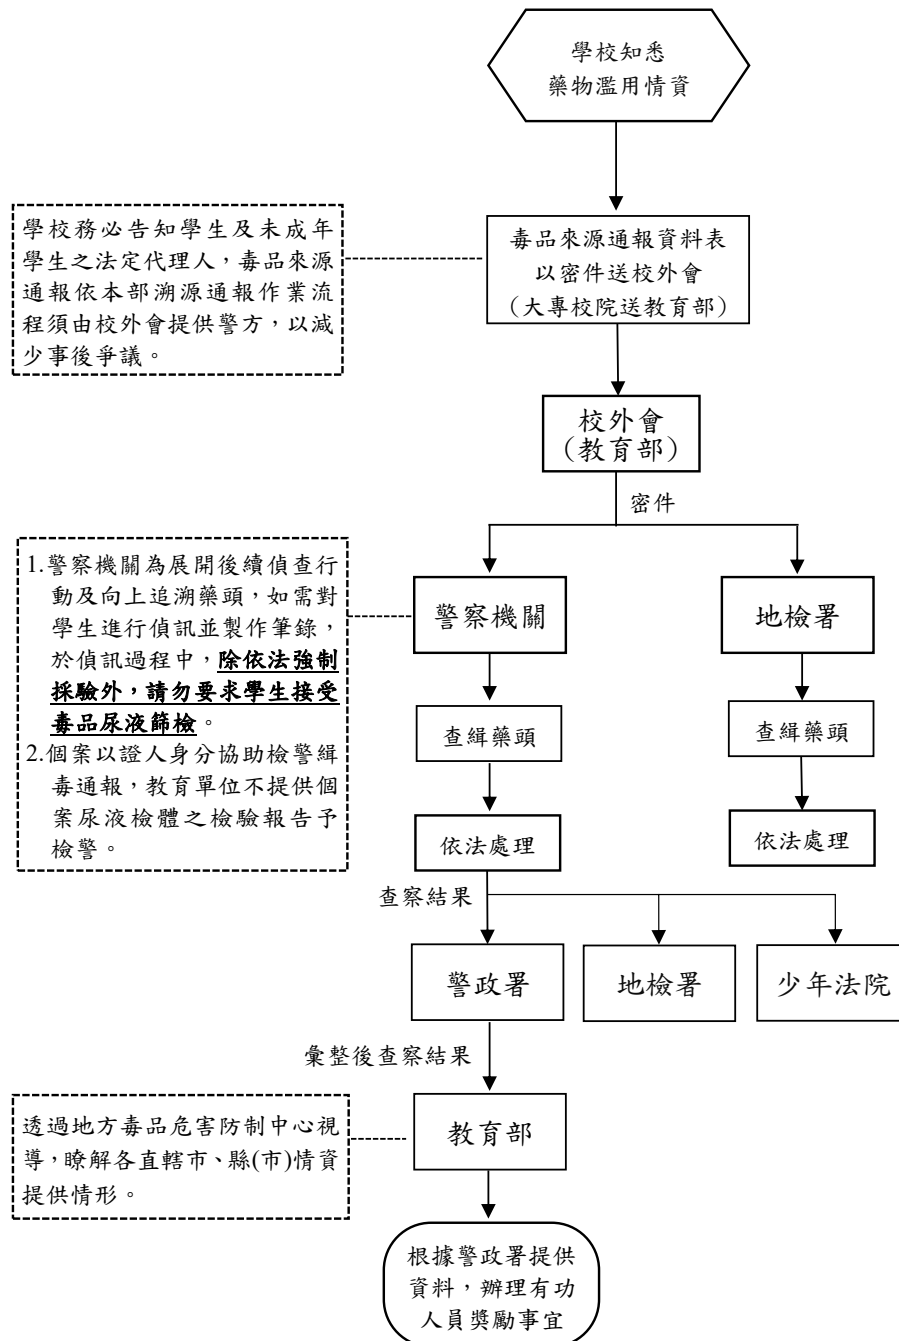 學校知悉
藥物濫用情資
學校務必告知學生及未成年
學生之法定代理人，毒品來源
通報依本部溯源通報作業流
程須由校外會提供警方，以減
少事後爭議。
毒品來源通報資料表
以密件送校外會
（大專校院送教育部）
校外會
（教育部）
密件
1.警察機關為展開後續偵查行
動及向上追溯藥頭，如需對
學生進行偵訊並製作筆錄，
於偵訊過程中，除依法強制
採驗外，請勿要求學生接受
毒品尿液篩檢。
2.個案以證人身分協助檢警緝
毒通報，教育單位不提供個
案尿液檢體之檢驗報告予
檢警。
警察機關
地檢署
查緝藥頭
查緝藥頭
依法處理
依法處理
查察結果
警政署
地檢署
少年法院
彙整後查察結果
透過地方毒品危害防制中心視
導，瞭解各直轄市、縣(市)情資
提供情形。
教育部
根據警政署提供
資料，辦理有功
人員獎勵事宜